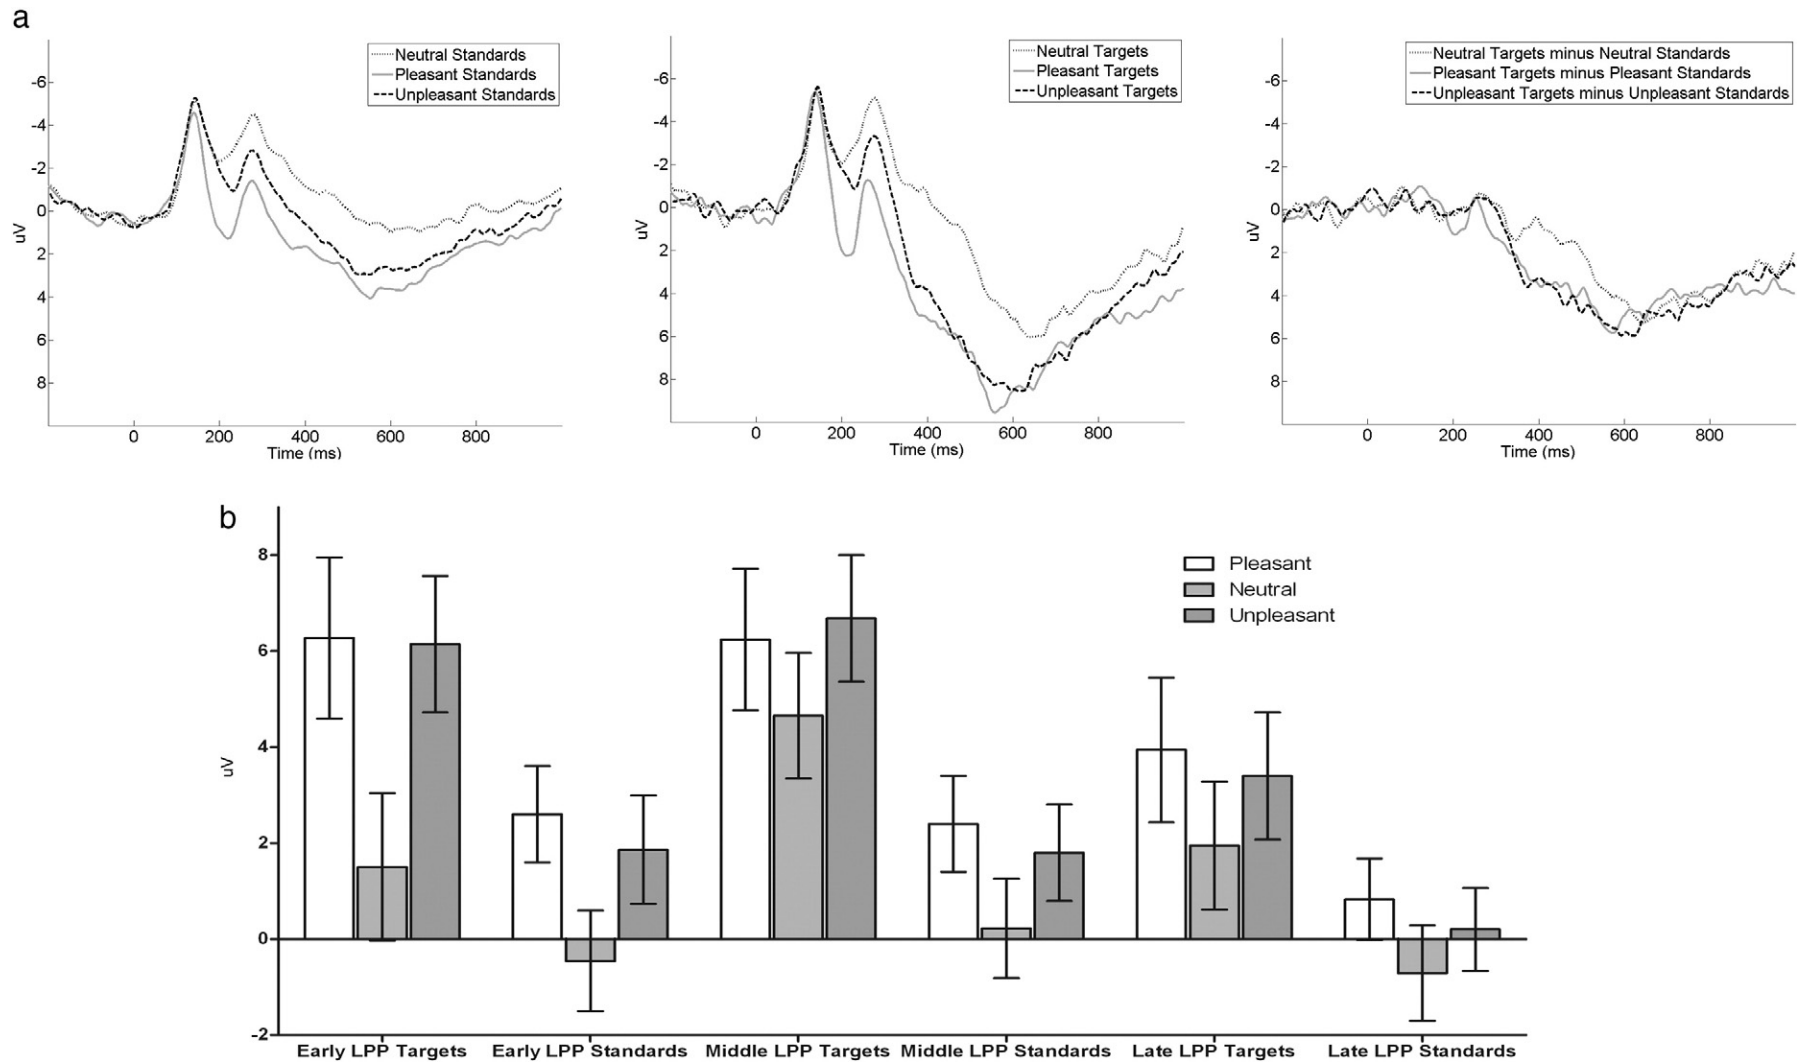 a
Neutral Standards
Pleasant Standards
Unpleasant Standards
-6
-4
-2
0
2
4
6
8
uV
0 200 400 600 800
Time (ms)
Neutral Targets
Pleasant Targets
Unpleasant Targets
-6
-4
-2
0
2
4
6
8
uV
0 200 400 600 800
Time (ms)
Neutral Targets minus Neutral Standards
Pleasant Targets minus Pleasant Standards
Unpleasant Targets minus Unpleasant Standards
-6
-4
-2
0
2
4
6
8
uV
0 200 400 600 800
Time (ms)
b
8
6
4
2
0
-2
uV
Pleasant
Neutral
Unpleasant
Early LPP Targets Early LPP Standards Middle LPP Targets Middle LPP Standards Late LPP Targets Late LPP Standards